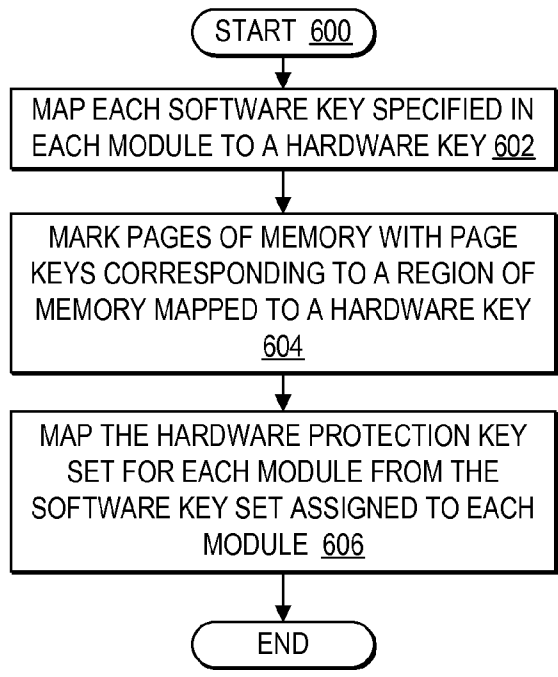 START 600
MAP EACH SOFTWARE KEY SPECIFIED IN
EACH MODULE TO A HARDWARE KEY 602
MARK PAGES OF MEMORY WITH PAGE
KEYS CORRESPONDING TO A REGION OF
MEMORY MAPPED TO A HARDWARE KEY
604
MAP THE HARDWARE PROTECTION KEY
SET FOR EACH MODULE FROM THE
SOFTWARE KEY SET ASSIGNED TO EACH
MODULE 606
END